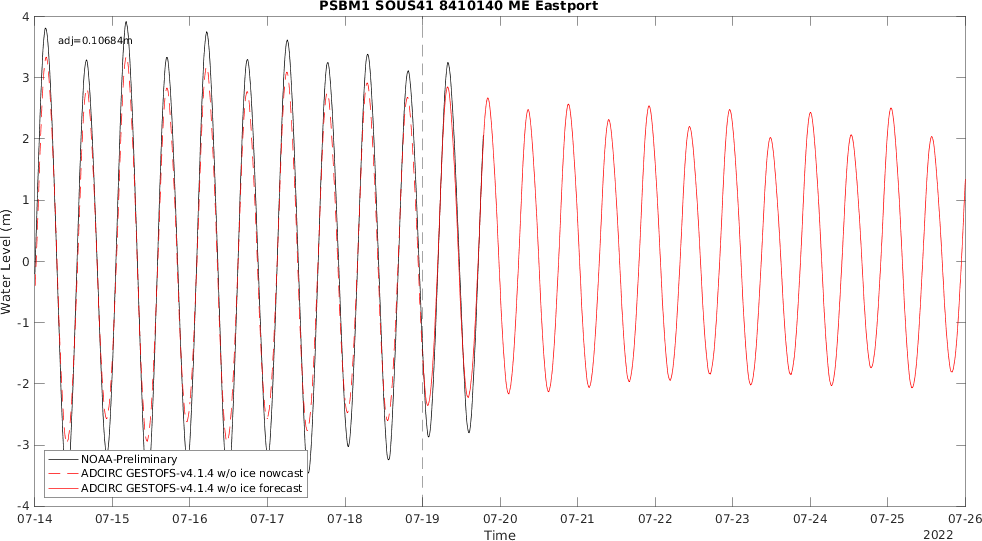 PSBM1 SOUS41 8410140 ME Eastport
adj=0.10684m
4
3
2
1
0
-1
-2
-3
-4
Water Level (m)
NOAA-Preliminary
ADCIRC GESTOFS-v4.1.4 w/o ice nowcast
ADCIRC GESTOFS-v4.1.4 w/o ice forecast
07-14 07-15 07-16 07-17 07-18 07-19 07-20 07-21 07-22 07-23 07-24 07-25 07-26
Time
2022